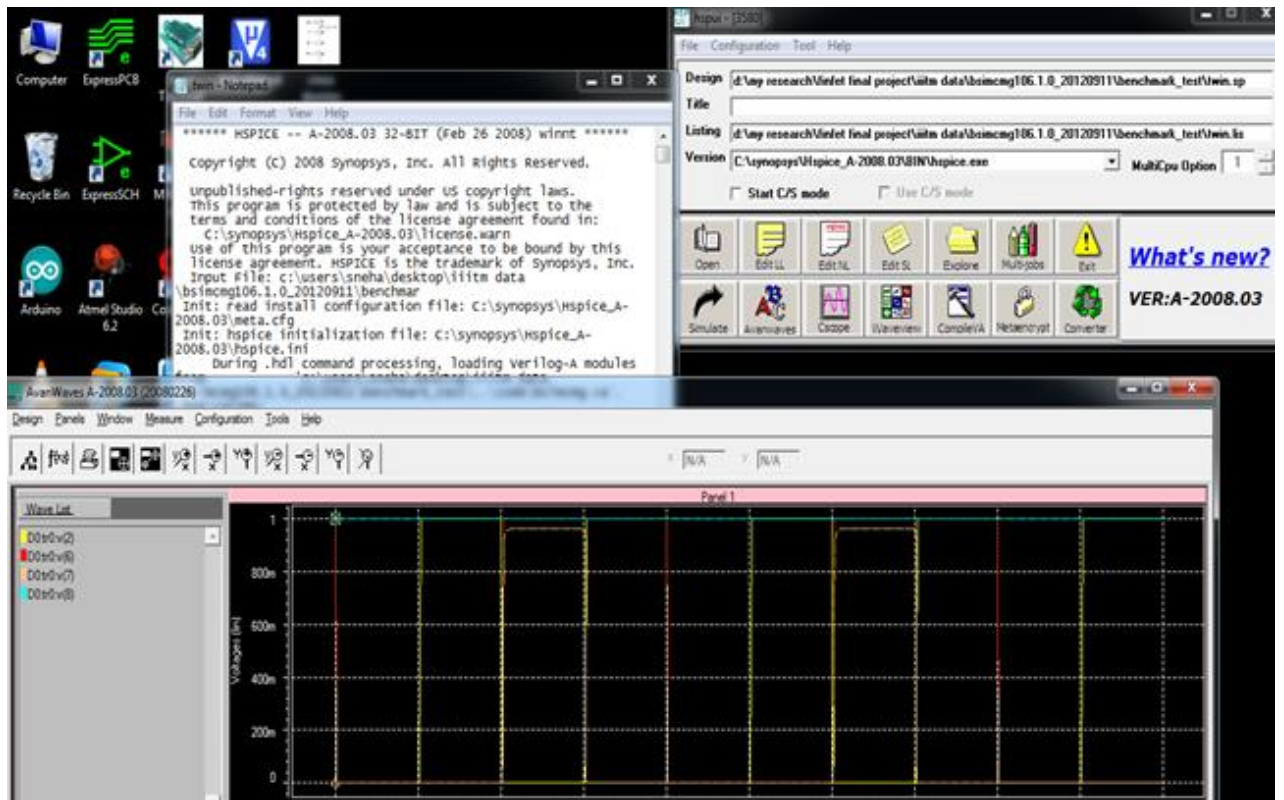 Computer
ExpressPCB
Recycle Bin
ExpressSCH
Arduino
Atmel Studio
6.2
twin - Notepad
File Edit Format View Help
****** HSPICE -- A-2008.03 32-BIT (Feb 26 2008) winnt ******
Copyright (C) 2008 Synopsys, Inc. All Rights Reserved.
Unpublished-rights reserved under US copyright laws.
This program is protected by law and is subject to the
terms and conditions of the license agreement found in:
C:\synopsys\Hspice_A-2008.03\license.warn
Use of this program is your acceptance to be bound by this
license agreement. HSPICE is the trademark of Synopsys, Inc.
Input File: c:\users\sneha\desktop\iiitm data
\bsimcmg106.1.0_20120911\benchmar
Init: read install configuration file: C:\synopsys\Hspice_A-
2008.03\meta.cfg
Init: hspice initialization file: C:\synopsys\Hspice_A-
2008.03\hspice.ini
During .hdl command processing, loading Verilog-A modules
hspui - [3580]
File Configuration Tool Help
Design d:\my research\finfet final project\iiitm data\bsimcmg106.1.0_20120911\benchmark_test\twin.sp
Title
Listing d:\my research\finfet final project\iiitm data\bsimcmg106.1.0_20120911\benchmark_test\twin.lis
Version C:\synopsys\Hspice_A-2008.03\BIN\hspice.exe MultiCpu Option 1
Start C/S mode Use C/S mode
Open Edit LL Edit NL Edit SL Explore Multi-jobs Exit
Simulate Avanwaves Cscope Waveview CompileVA Metaencrypt Converter
What's new?
VER:A-2008.03
AvanWaves A-2008.03 (20080226)
Design Panels Window Measure Configuration Tools Help
X N/A Y N/A
Wave List
D0:tr0:v(2)
D0:tr0:v(6)
D0:tr0:v(7)
D0:tr0:v(8)
Panel 1
Voltages (lin)
1
800m
600m
400m
200m
0